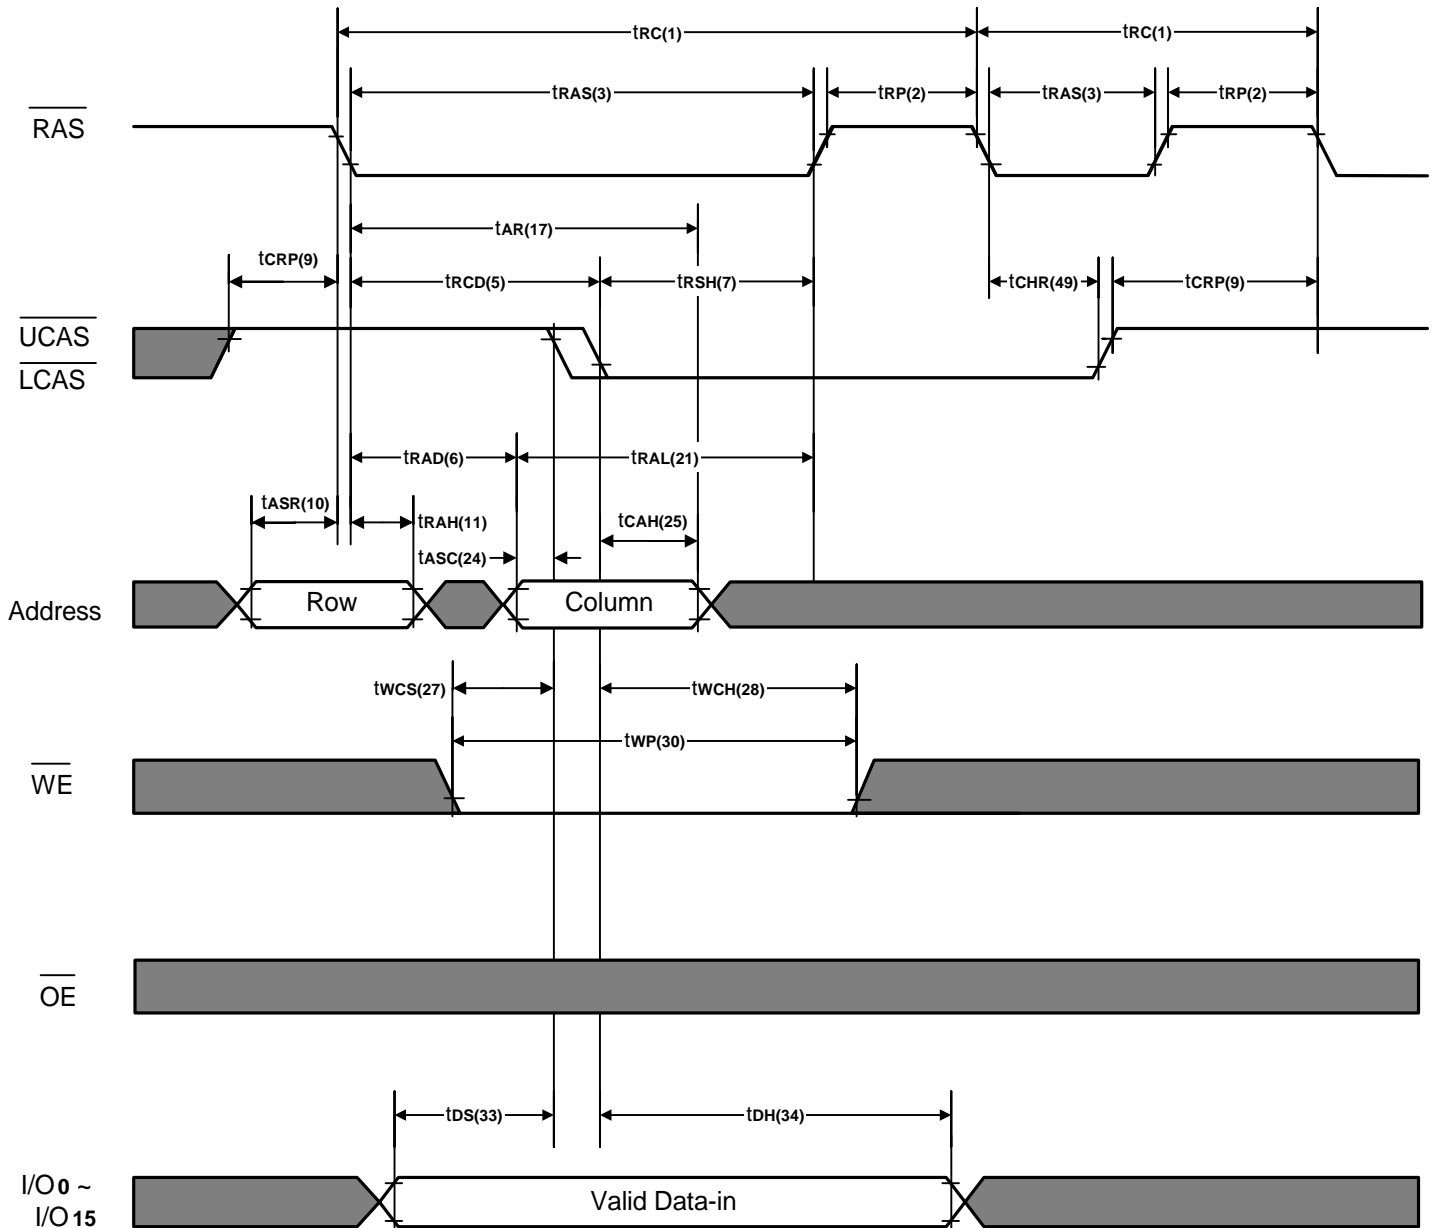 tRC(1) tRC(1)
tRAS(3) tRP(2) tRAS(3) tRP(2)
RAS
tAR(17)
tCRP(9) tRCD(5) tRSH(7) tCHR(49) tCRP(9)
UCAS
LCAS
tRAD(6) tRAL(21)
tASR(10) tRAH(11) tCAH(25)
tASC(24)
Address Row Column
tWCS(27) tWCH(28)
tWP(30)
WE
OE
tDS(33) tDH(34)
I/O 0 ~
I/O 15 Valid Data-in